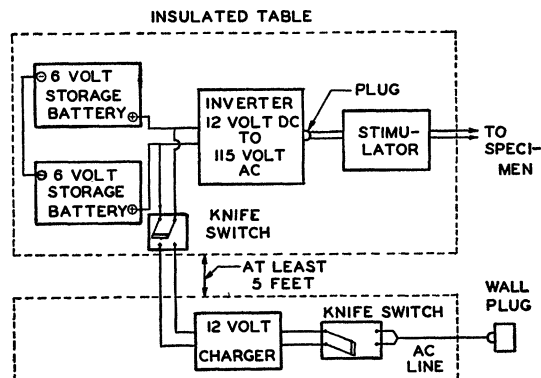 INSULATED TABLE
⊖ 6 VOLT
STORAGE
BATTERY ⊕
⊖ 6 VOLT
STORAGE
BATTERY ⊕
INVERTER
12 VOLT DC
TO
115 VOLT
AC
PLUG
STIMU-
LATOR
TO
SPECI-
MEN
KNIFE
SWITCH
AT LEAST
5 FEET
12 VOLT
CHARGER
KNIFE SWITCH
AC
LINE
WALL
PLUG